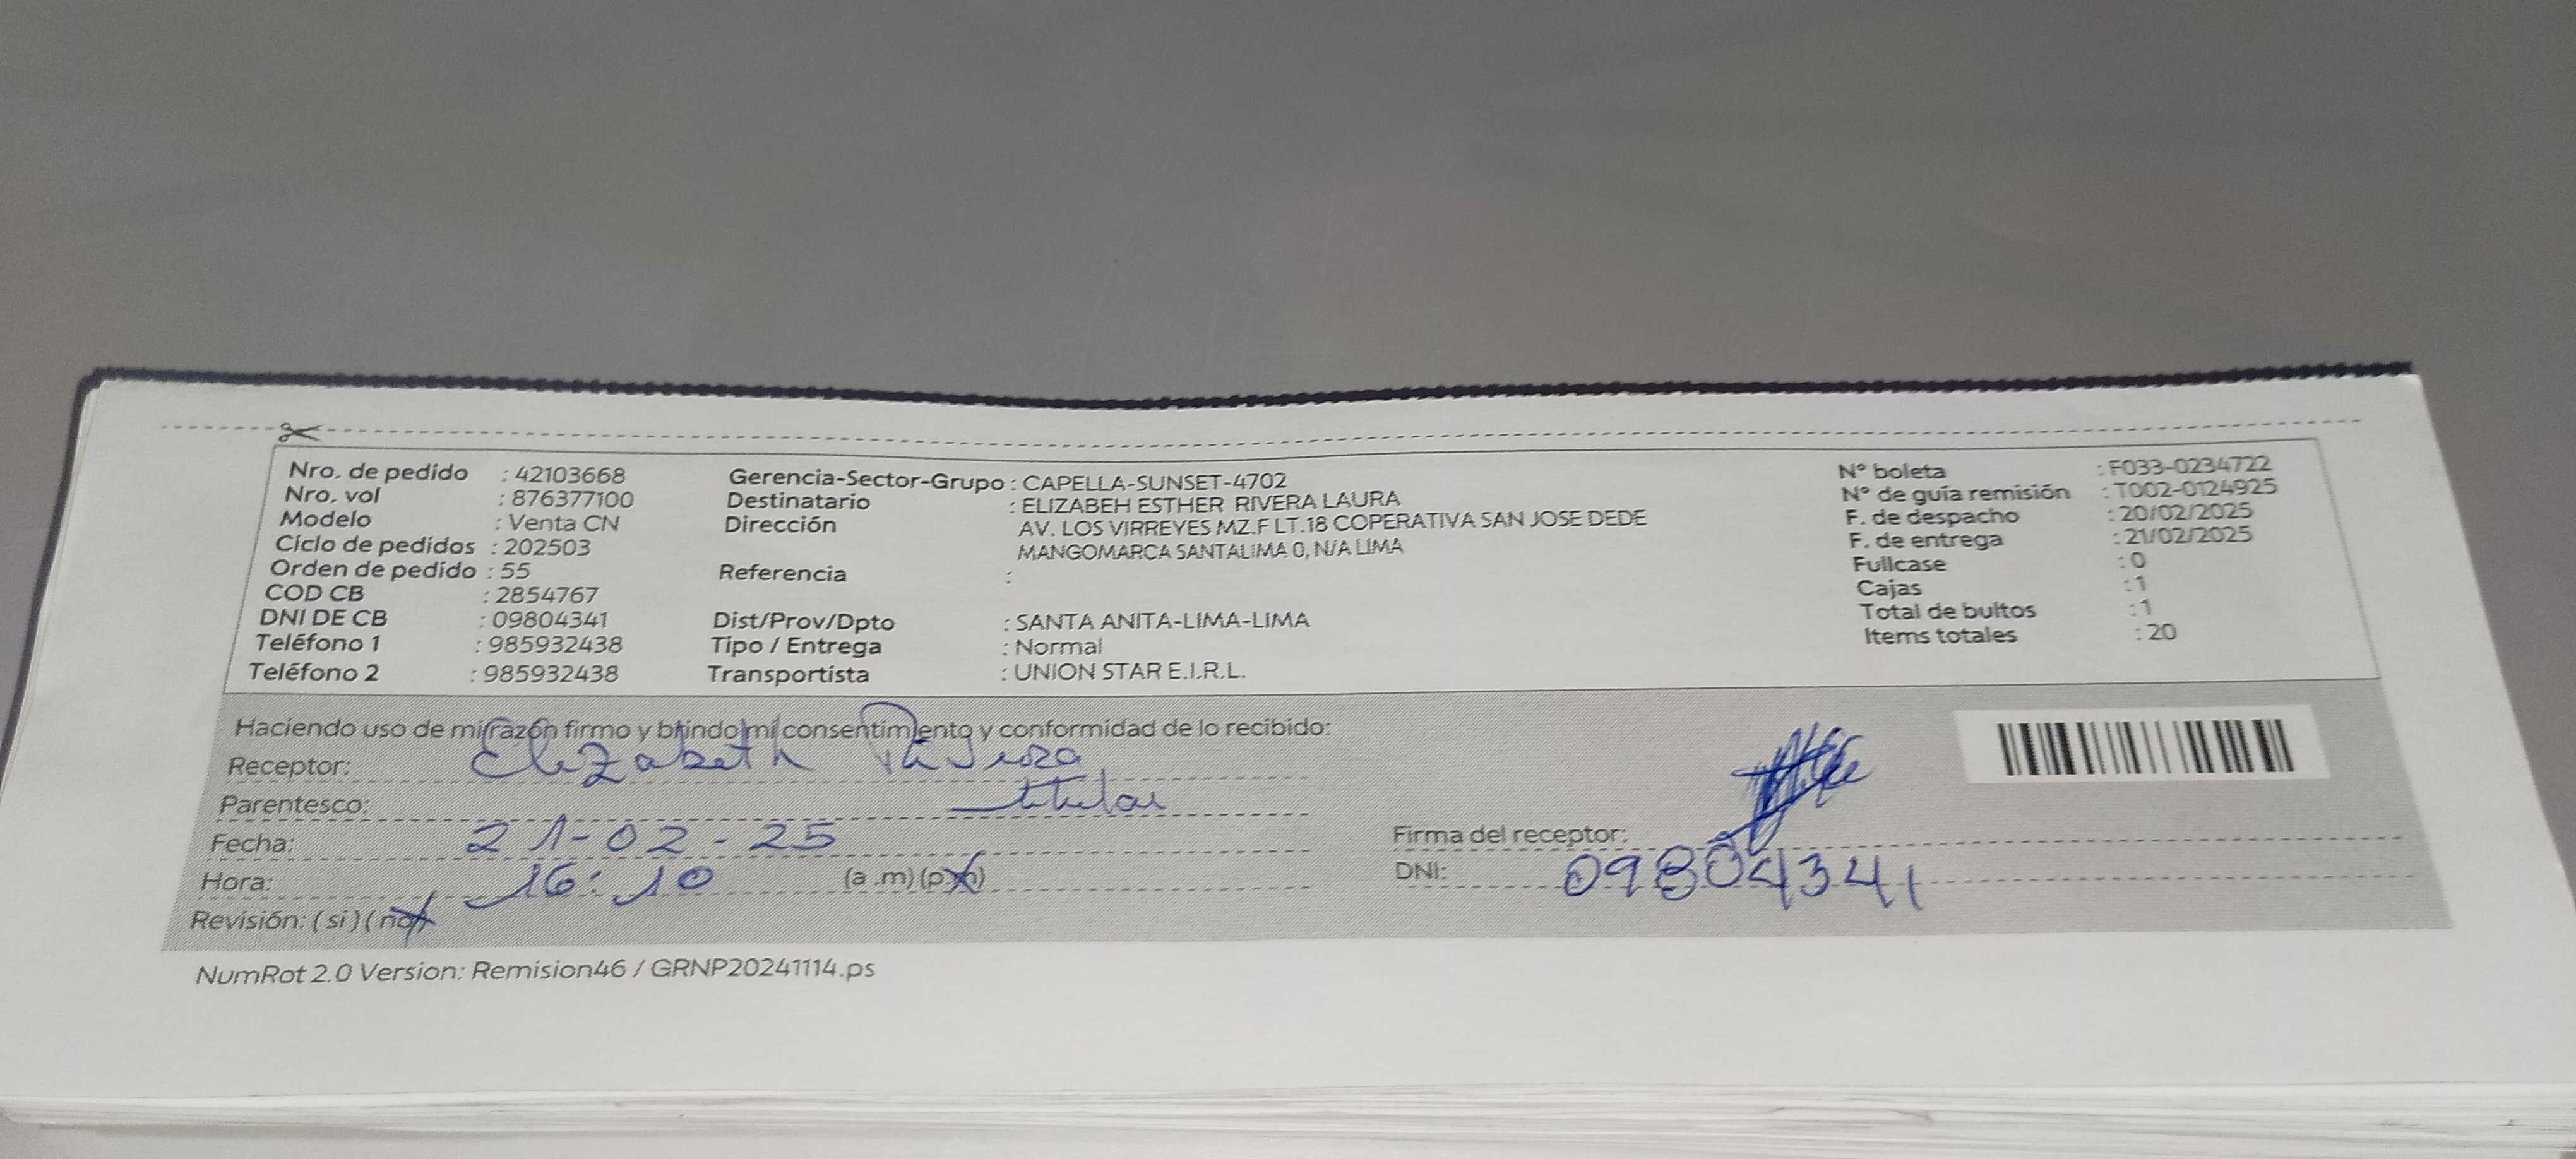 Nro. de pedido : 42103668
Nro. vol : 876377100
Modelo : Venta CN
Ciclo de pedidos : 202503
Orden de pedido : 55
COD CB : 2854767
DNI DE CB : 09804341
Teléfono 1 : 985932438
Teléfono 2 : 985932438
Gerencia-Sector-Grupo : CAPELLA-SUNSET-4702
Destinatario : ELIZABEH ESTHER RIVERA LAURA
Dirección AV. LOS VIRREYES MZ.F LT.18 COPERATIVA SAN JOSE DEDE
MANGOMARCA SANTALIMA 0, N/A LIMA
Referencia :
Dist/Prov/Dpto : SANTA ANITA-LIMA-LIMA
Tipo / Entrega : Normal
Transportista : UNION STAR E.I.R.L.
N° boleta : F033-0234722
N° de guía remisión : T002-0124925
F. de despacho : 20/02/2025
F. de entrega : 21/02/2025
Fullcase : 0
Cajas : 1
Total de bultos : 1
Items totales : 20
Haciendo uso de mi razón firmo y brindo mi consentimiento y conformidad de lo recibido:
Receptor: Elizabeth Rivera
Parentesco: titular
Fecha: 21-02-25
Hora: 16:10 (a .m) (p.m)
Revisión: ( si ) ( no )
Firma del receptor:
DNI: 09804341
NumRot 2.0 Version: Remision46 / GRNP20241114.ps